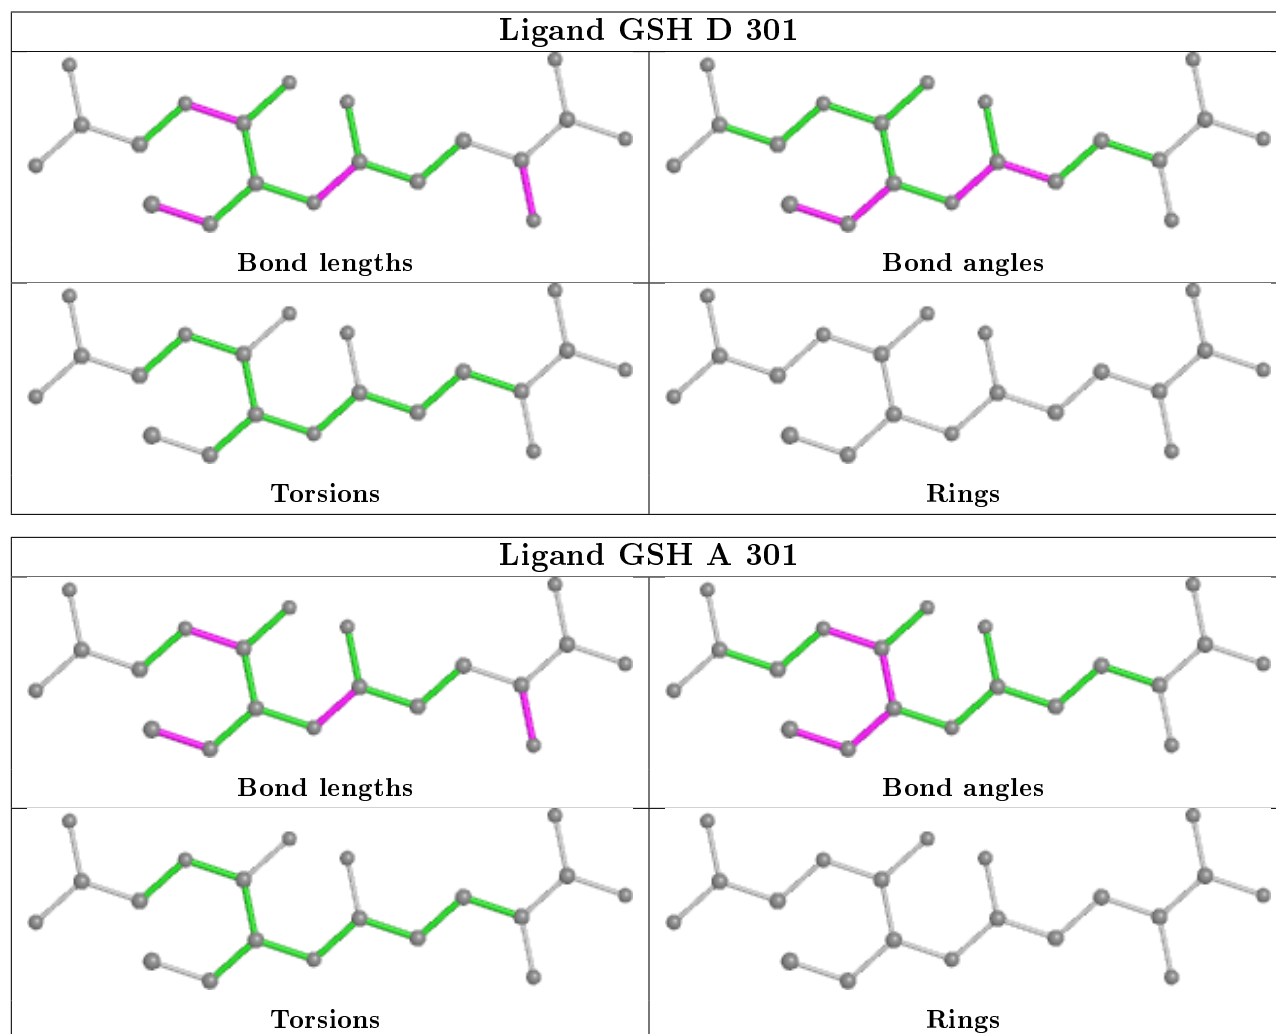 Ligand GSH D 301
Bond lengths
Bond angles
Torsions
Rings
Ligand GSH A 301
Bond lengths
Bond angles
Torsions
Rings